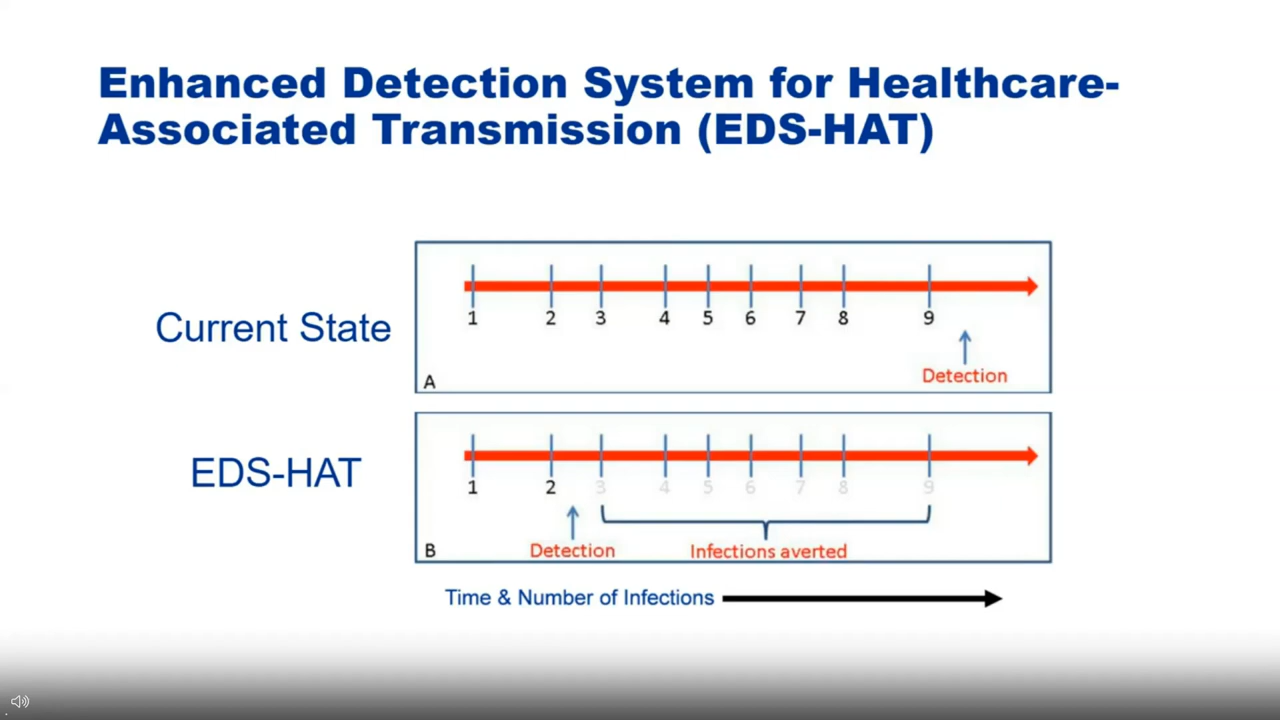 Enhanced Detection System for Healthcare-
Associated Transmission (EDS-HAT)
Current State
1 2 3 4 5 6 7 8 9
Detection
A
EDS-HAT
1 2 3 4 5 6 7 8 9
Detection
Infections averted
B
Time & Number of Infections